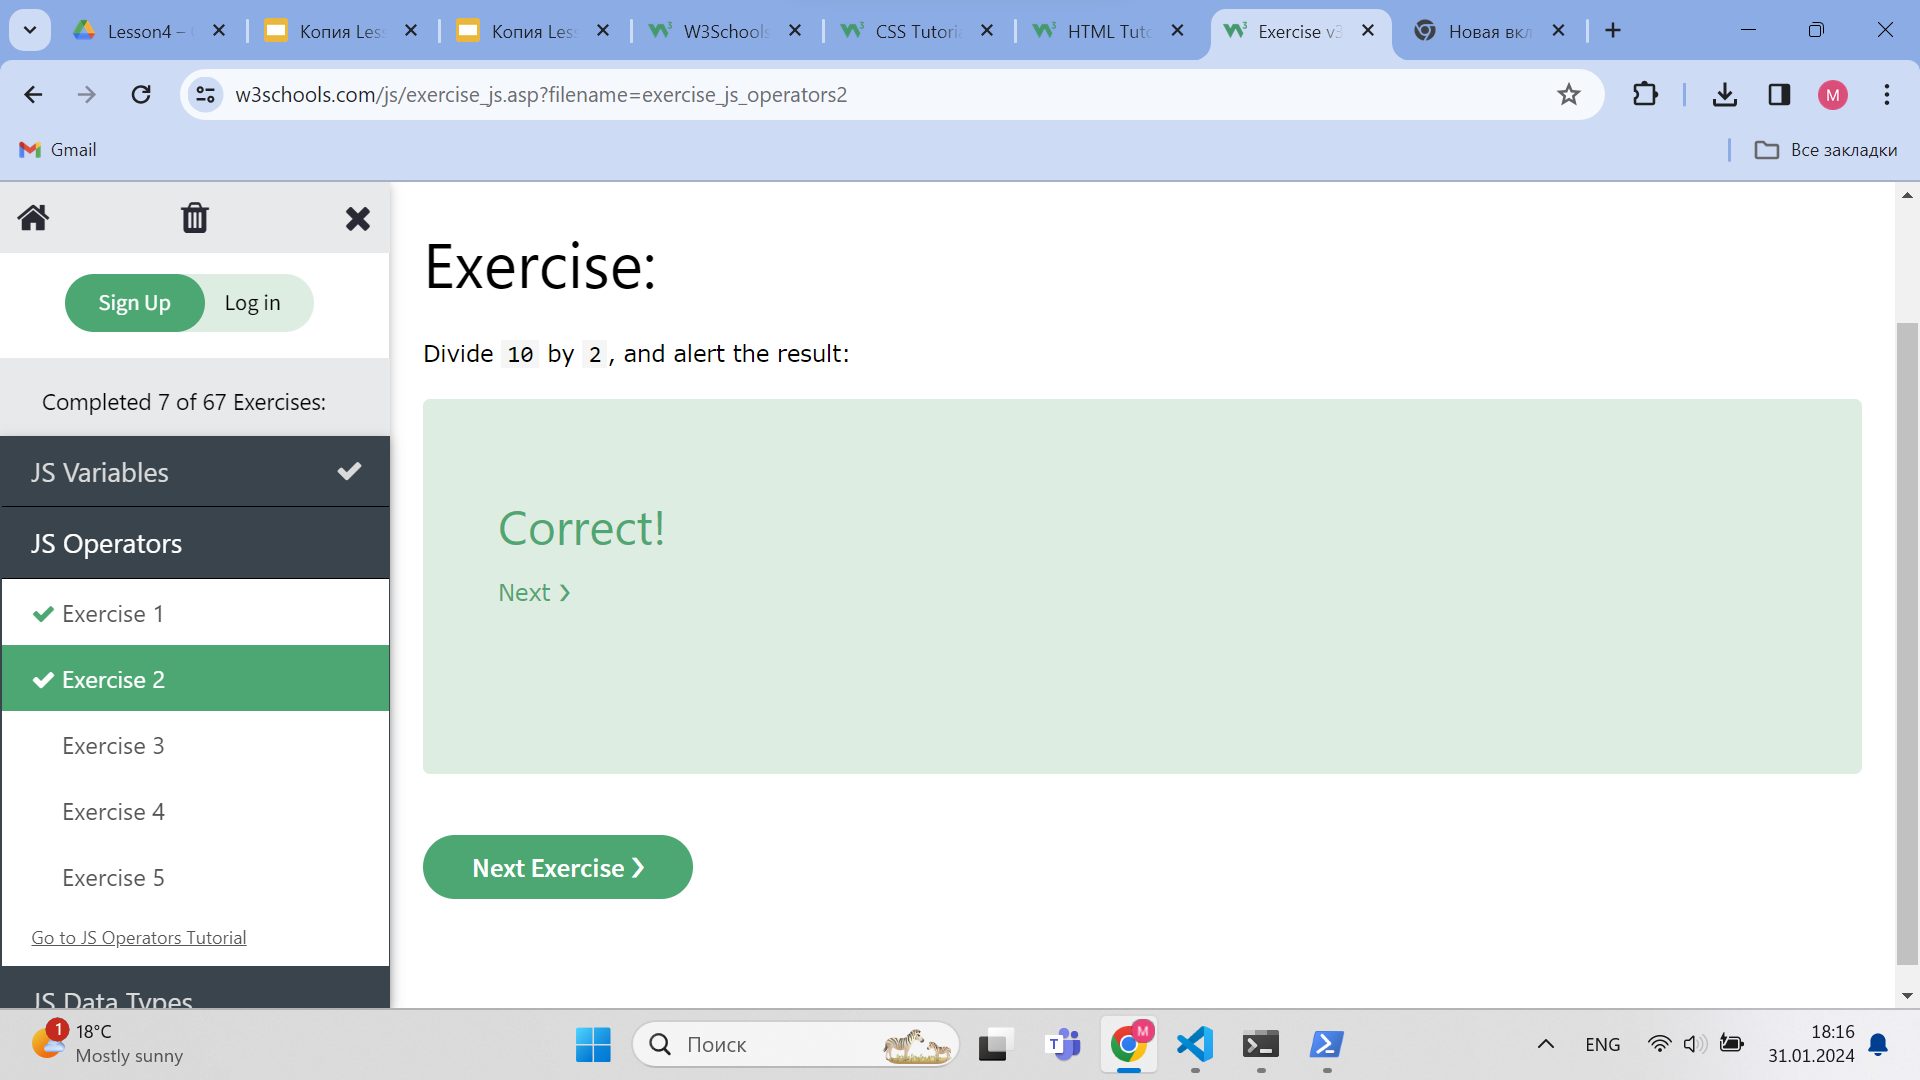 Lesson4 –
Копия Les
Копия Les
W3Schools
CSS Tutoria
HTML Tuto
Exercise v3
Новая вкл
w3schools.com/js/exercise_js.asp?filename=exercise_js_operators2
M
Gmail
Все закладки
Sign Up
Log in
Completed 7 of 67 Exercises:
JS Variables
JS Operators
Exercise 1
Exercise 2
Exercise 3
Exercise 4
Exercise 5
Go to JS Operators Tutorial
JS Data Types
Exercise:
Divide 10 by 2, and alert the result:
Correct!
Next ❯
Next Exercise ❯
1
18°C
Mostly sunny
Поиск
T
M
ENG
18:16
31.01.2024